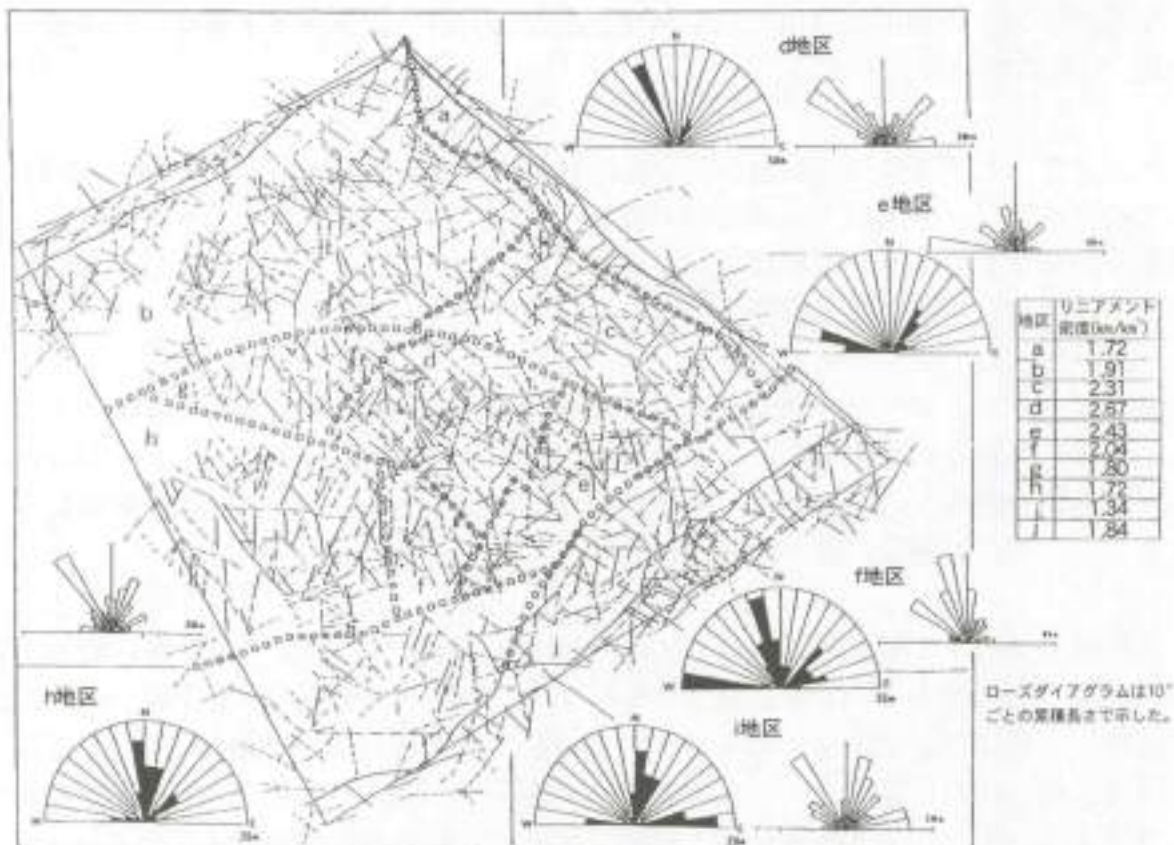 d地区
N
W
E
e地区
N
W
E
a
b
c
d
e
g
h
i
地区
リニアメント
密度(km/km²)
a 1.72
b 1.91
c 2.31
d 2.67
e 2.43
f 2.04
g 1.80
h 1.72
i 1.34
j 1.84
f地区
N
W
E
ローズダイアグラムは10°
ごとの累積長さで示した。
h地区
N
W
E
i地区
N
W
E